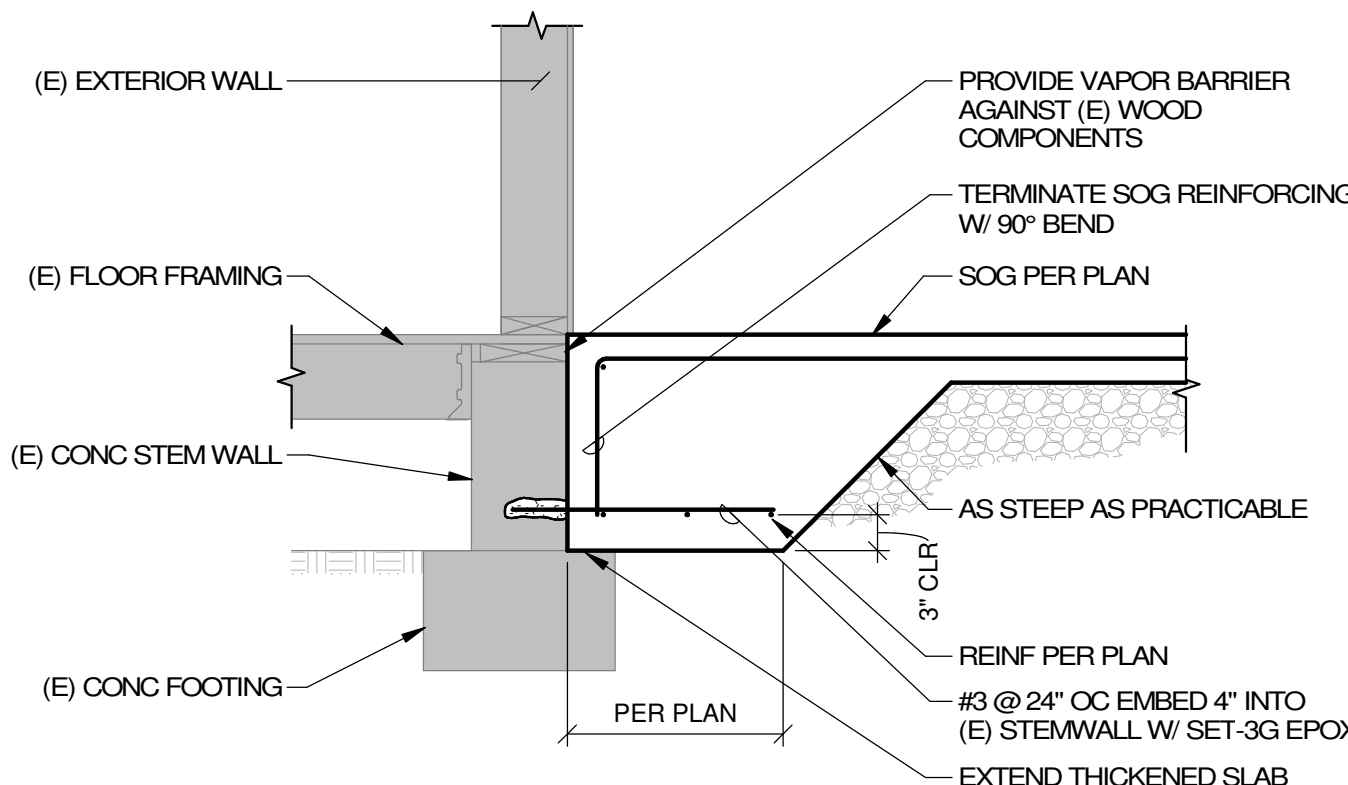 (E) EXTERIOR WALL
(E) FLOOR FRAMING
(E) CONC STEM WALL
(E) CONC FOOTING
PROVIDE VAPOR BARRIER
AGAINST (E) WOOD
COMPONENTS
TERMINATE SOG REINFORCING
W/ 90° BEND
SOG PER PLAN
AS STEEP AS PRACTICABLE
3" CLR
REINF PER PLAN
#3 @ 24" OC EMBED 4" INTO
(E) STEMWALL W/ SET-3G EPOX
EXTEND THICKENED SLAB
PER PLAN